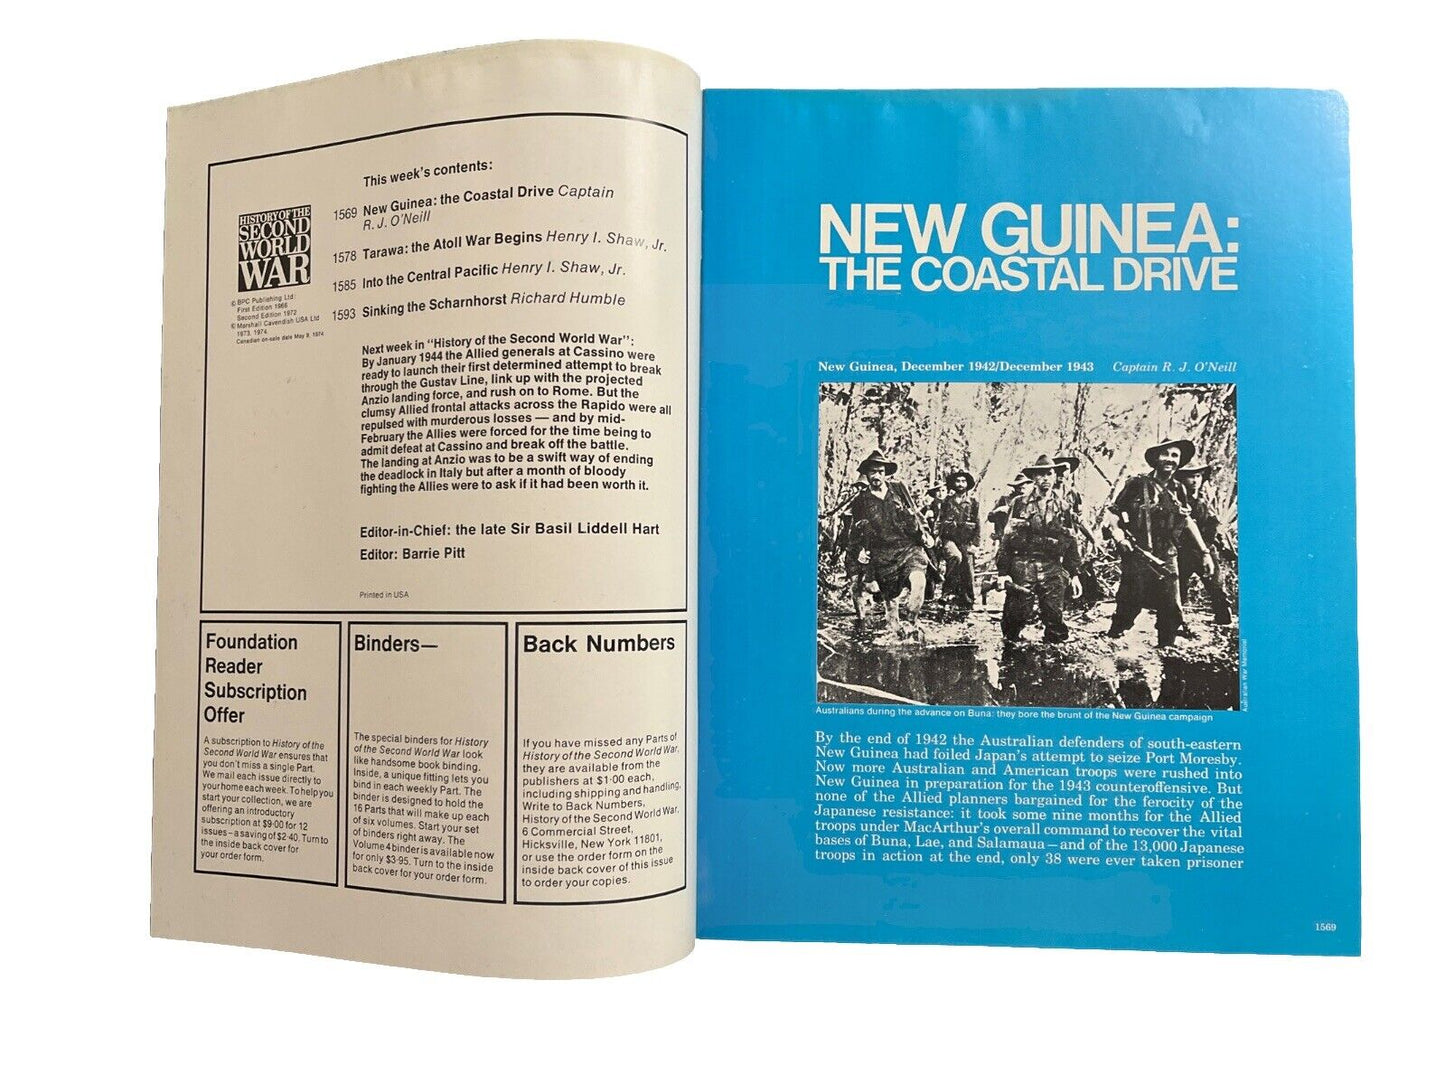 This week's contents:
1569 New Guinea: the Coastal Drive Captain
R. J. O'Neill
1578 Tarawa: the Atoll War Begins Henry I. Shaw, Jr.
1585 Into the Central Pacific Henry I. Shaw, Jr.
1593 Sinking the Scharnhorst Richard Humble
HISTORY OF THE
SECOND
WORLD
WAR
© BPC Publishing Ltd:
First Edition 1966
Second Edition 1972
© Marshall Cavendish USA Ltd
1973, 1974
Canadian on-sale date May 9, 1974
Next week in "History of the Second World War":
By January 1944 the Allied generals at Cassino were
ready to launch their first determined attempt to break
through the Gustav Line, link up with the projected
Anzio landing force, and rush on to Rome. But the
clumsy Allied frontal attacks across the Rapido were all
repulsed with murderous losses — and by mid-
February the Allies were forced for the time being to
admit defeat at Cassino and break off the battle.
The landing at Anzio was to be a swift way of ending
the deadlock in Italy but after a month of bloody
fighting the Allies were to ask if it had been worth it.
Editor-in-Chief: the late Sir Basil Liddell Hart
Editor: Barrie Pitt
Printed in USA
Foundation
Reader
Subscription
Offer
A subscription to History of the
Second World War ensures that
you don't miss a single Part.
We mail each issue directly to
your home each week. To help you
start your collection, we are
offering an introductory
subscription at $9·00 for 12
issues – a saving of $2·40. Turn to
the inside back cover for
your order form.
Binders—
The special binders for History
of the Second World War look
like handsome book binding.
Inside, a unique fitting lets you
bind in each weekly Part. The
binder is designed to hold the
16 Parts that will make up each
of six volumes. Start your set
of binders right away. The
Volume 4 binder is available now
for only $3·95. Turn to the inside
back cover for your order form.
Back Numbers
If you have missed any Parts of
History of the Second World War,
they are available from the
publishers at $1·00 each,
including shipping and handling.
Write to Back Numbers,
History of the Second World War,
6 Commercial Street,
Hicksville, New York 11801,
or use the order form on the
inside back cover of this issue
to order your copies.
NEW GUINEA:
THE COASTAL DRIVE
New Guinea, December 1942/December 1943 Captain R. J. O'Neill
Australian War Memorial
Australians during the advance on Buna: they bore the brunt of the New Guinea campaign
By the end of 1942 the Australian defenders of south-eastern
New Guinea had foiled Japan's attempt to seize Port Moresby.
Now more Australian and American troops were rushed into
New Guinea in preparation for the 1943 counteroffensive. But
none of the Allied planners bargained for the ferocity of the
Japanese resistance: it took some nine months for the Allied
troops under MacArthur's overall command to recover the vital
bases of Buna, Lae, and Salamaua — and of the 13,000 Japanese
troops in action at the end, only 38 were ever taken prisoner
1569